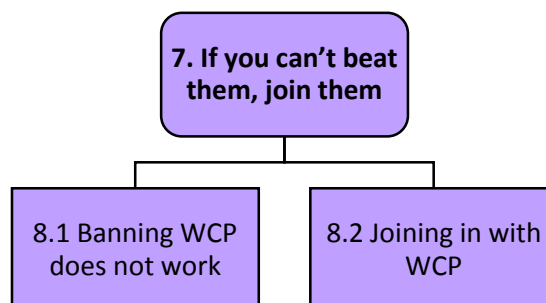 7. If you can’t beat
them, join them
8.1 Banning WCP
does not work
8.2 Joining in with
WCP